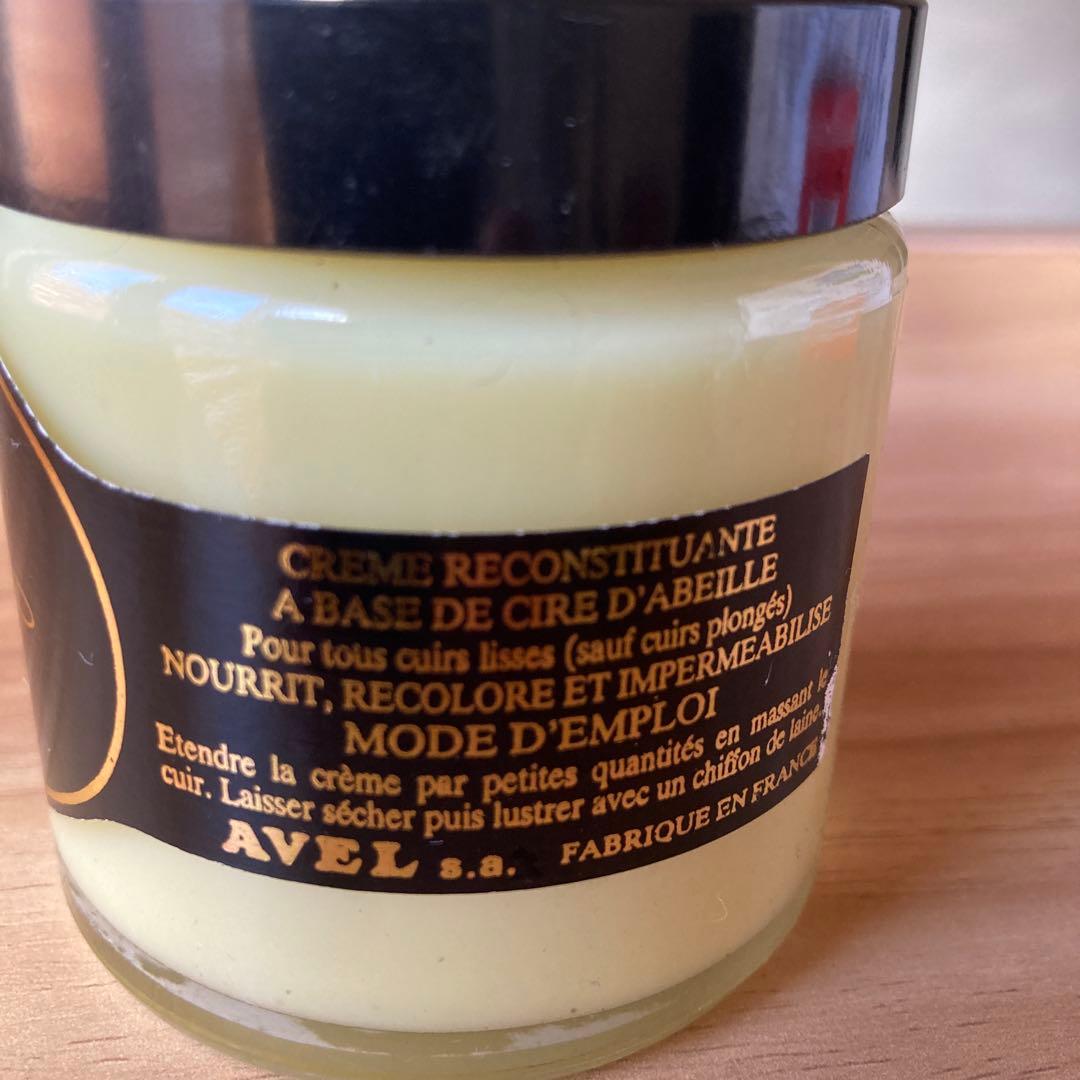 CREME RECONSTITUANTE
A BASE DE CIRE D'ABEILLE
Pour tous cuirs lisses (sauf cuirs plongés)
NOURRIT, RECOLORE ET IMPERMEABILISE
MODE D'EMPLOI
Etendre la crème par petites quantités en massant le
cuir. Laisser sécher puis lustrer avec un chiffon de laine.
AVEL s.a. FABRIQUE EN FRANCE